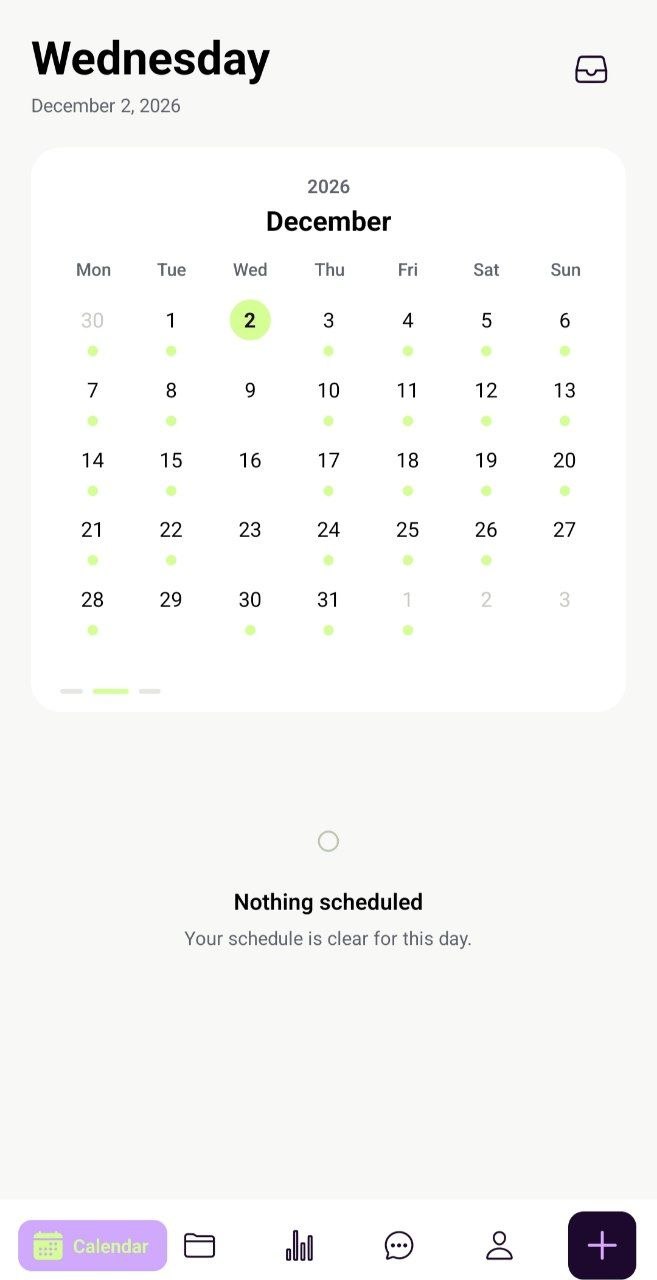 Wednesday
December 2, 2026
2026
December
Mon Tue Wed Thu Fri Sat Sun
30 1 2 3 4 5 6
7 8 9 10 11 12 13
14 15 16 17 18 19 20
21 22 23 24 25 26 27
28 29 30 31 1 2 3
Nothing scheduled
Your schedule is clear for this day.
Calendar